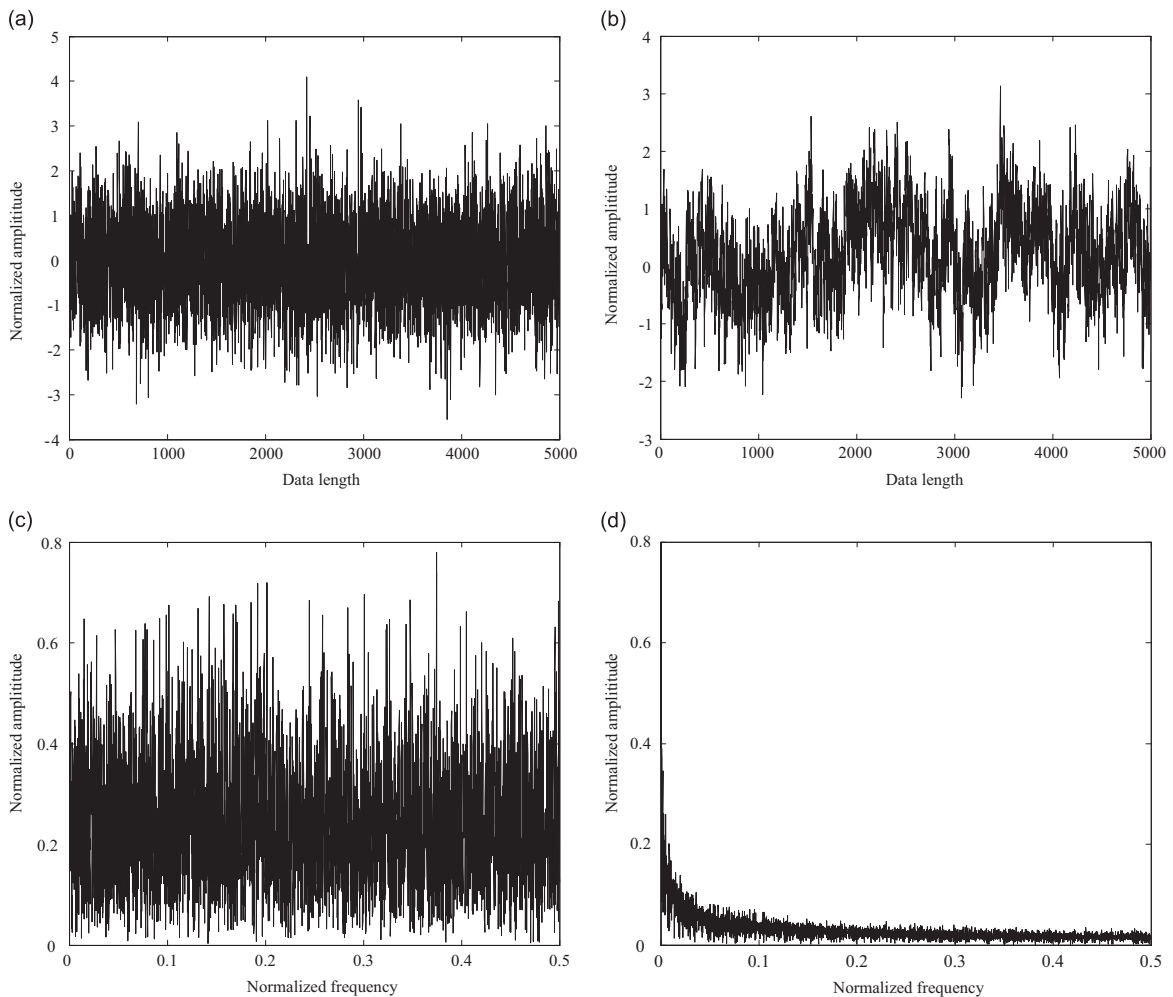 (a)
5
4
3
2
1
0
-1
-2
-3
-4
0 1000 2000 3000 4000 5000
Data length
Normalized amplititude
(b)
4
3
2
1
0
-1
-2
-3
0 1000 2000 3000 4000 5000
Data length
Normalized amplititude
(c)
0.8
0.6
0.4
0.2
0
0 0.1 0.2 0.3 0.4 0.5
Normalized frequency
Normalized amplititude
(d)
0.8
0.6
0.4
0.2
0
0 0.1 0.2 0.3 0.4 0.5
Normalized frequency
Normalized amplititude